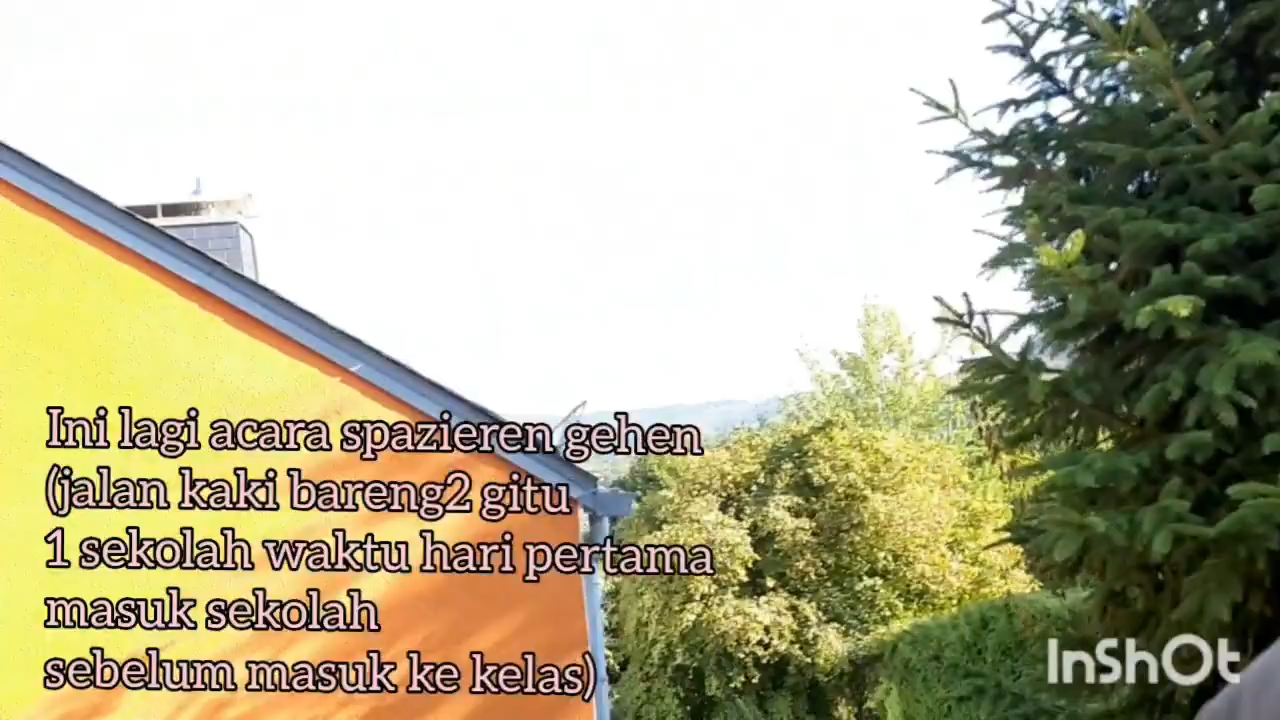 Ini lagi acara spazieren gehen
(jalan kaki bareng2 gitu
1 sekolah waktu hari pertama
masuk sekolah
sebelum masuk ke kelas)
InShOt